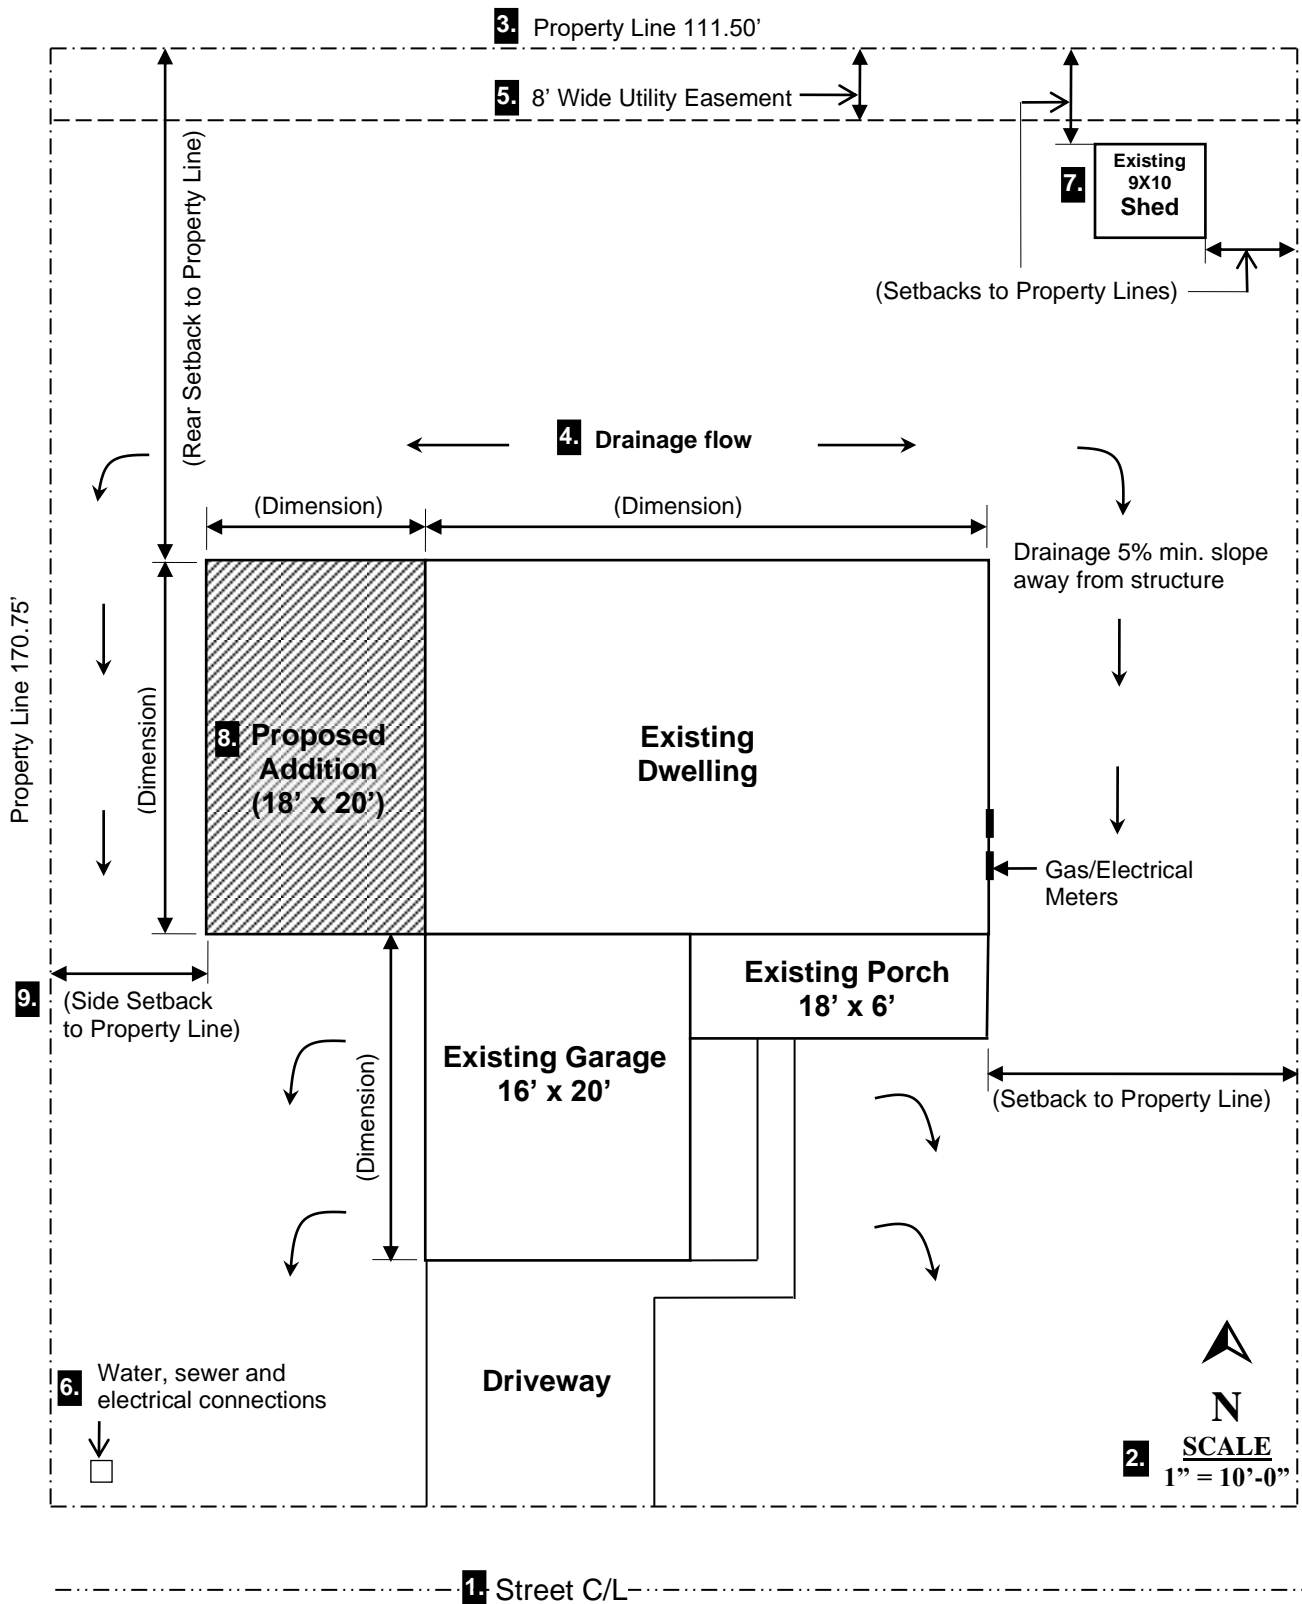 3. Property Line 111.50’
5. 8’ Wide Utility Easement
(Rear Setback to Property Line)
7.
Existing
9X10
Shed
(Setbacks to Property Lines)
4. Drainage flow
(Dimension)
(Dimension)
Drainage 5% min. slope
away from structure
Property Line 170.75’
(Dimension)
8. Proposed
Addition
(18’ x 20’)
Existing
Dwelling
Gas/Electrical
Meters
9.
(Side Setback
to Property Line)
Existing Porch
18’ x 6’
Existing Garage
16’ x 20’
(Dimension)
(Setback to Property Line)
6. Water, sewer and
electrical connections
Driveway
N
2. SCALE
1” = 10’-0”
1. Street C/L